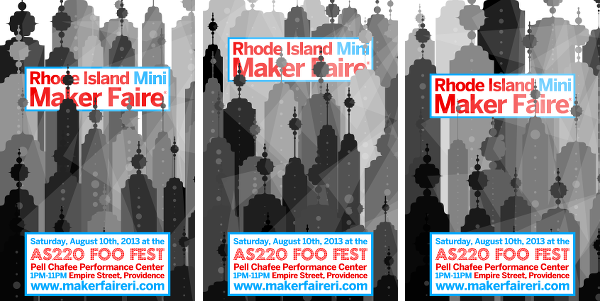 Rhode Island Mini
Maker Faire
Saturday, August 10th, 2013 at the
AS220 FOO FEST
Pell Chafee Performance Center
1PM-11PM Empire Street, Providence
www.makerfaireri.com
Rhode Island Mini
Maker Faire
Saturday, August 10th, 2013 at the
AS220 FOO FEST
Pell Chafee Performance Center
1PM-11PM Empire Street, Providence
www.makerfaireri.com
Rhode Island Mini
Maker Faire
Saturday, August 10th, 2013 at the
AS220 FOO FEST
Pell Chafee Performance Center
1PM-11PM Empire Street, Providence
www.makerfaireri.com